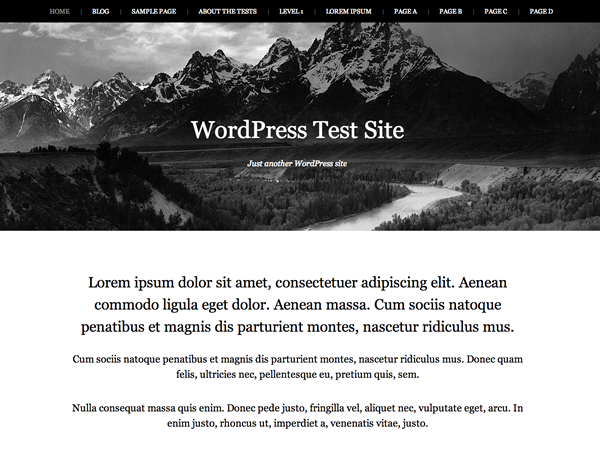 HOME | BLOG | SAMPLE PAGE | ABOUT THE TESTS | LEVEL 1 | LOREM IPSUM | PAGE A | PAGE B | PAGE C | PAGE D
WordPress Test Site
Just another WordPress site
Lorem ipsum dolor sit amet, consectetuer adipiscing elit. Aenean
commodo ligula eget dolor. Aenean massa. Cum sociis natoque
penatibus et magnis dis parturient montes, nascetur ridiculus mus.
Cum sociis natoque penatibus et magnis dis parturient montes, nascetur ridiculus mus. Donec quam
felis, ultricies nec, pellentesque eu, pretium quis, sem.
Nulla consequat massa quis enim. Donec pede justo, fringilla vel, aliquet nec, vulputate eget, arcu. In
enim justo, rhoncus ut, imperdiet a, venenatis vitae, justo.